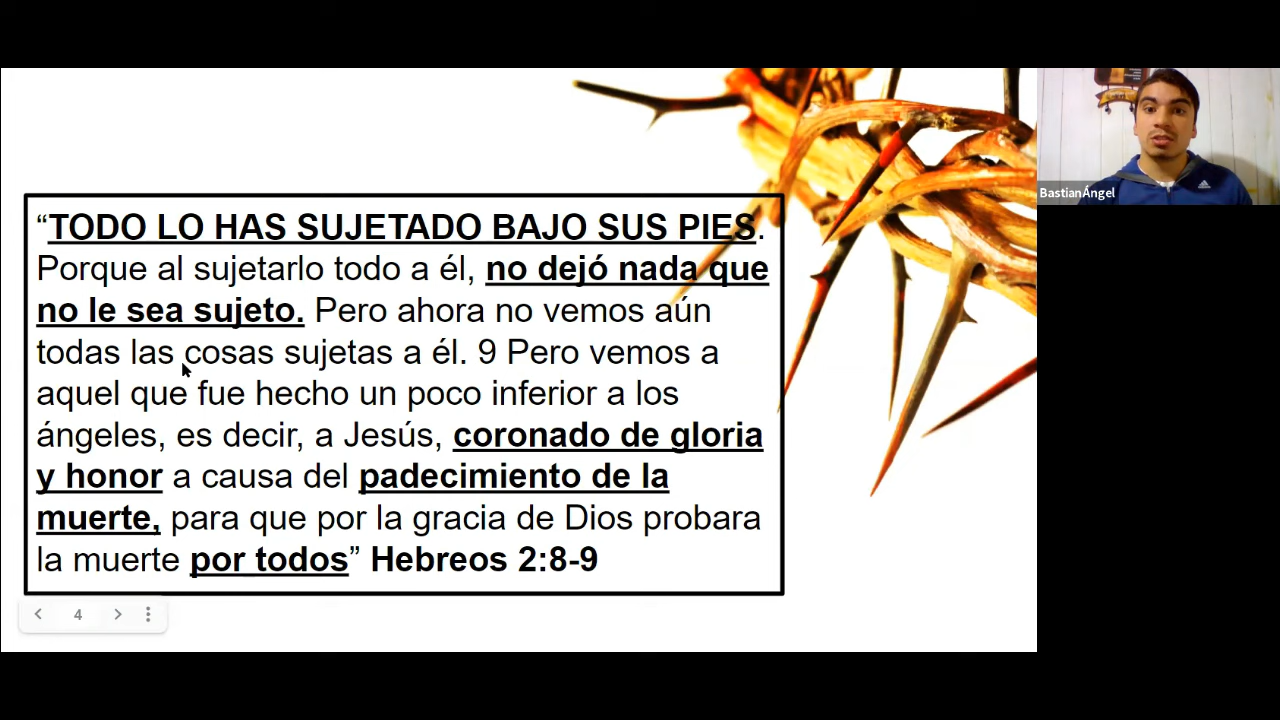 “TODO LO HAS SUJETADO BAJO SUS PIES.
Porque al sujetarlo todo a él, no dejó nada que
no le sea sujeto. Pero ahora no vemos aún
todas las cosas sujetas a él. 9 Pero vemos a
aquel que fue hecho un poco inferior a los
ángeles, es decir, a Jesús, coronado de gloria
y honor a causa del padecimiento de la
muerte, para que por la gracia de Dios probara
la muerte por todos” Hebreos 2:8-9
4
BastianÁngel